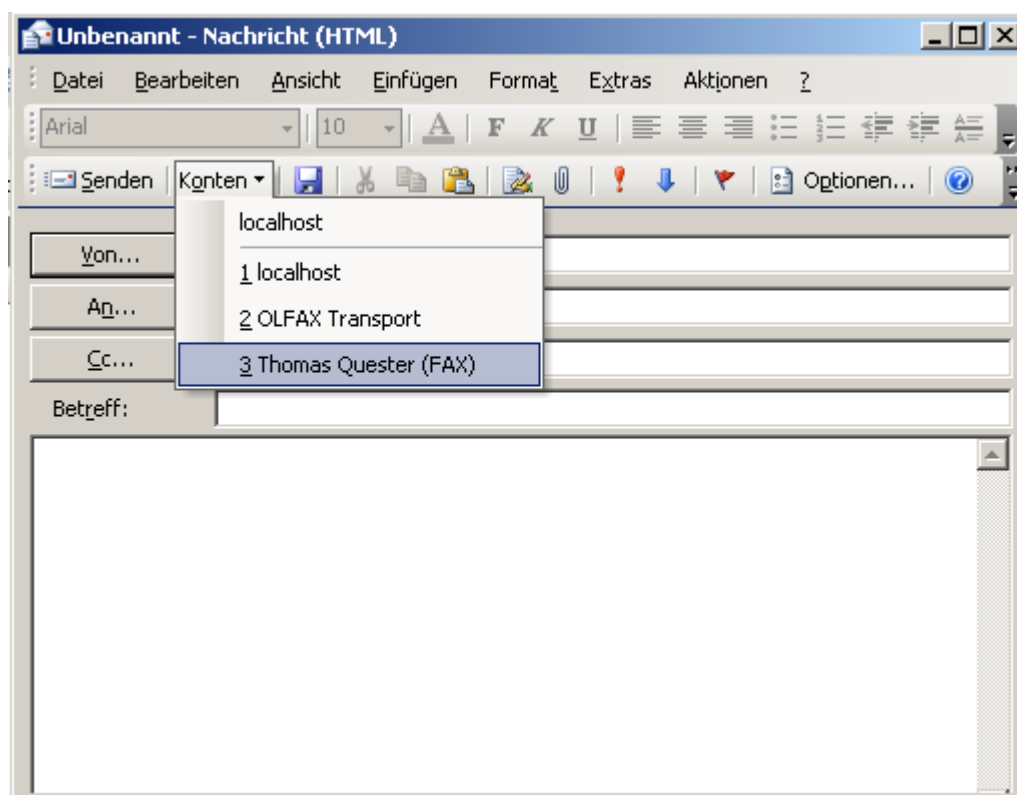 Unbenannt - Nachricht (HTML)
Datei Bearbeiten Ansicht Einfügen Format Extras Aktionen ?
Arial 10 A F K U
Senden Konten Optionen...
localhost
Von...
1 localhost
An...
2 OLFAX Transport
Cc...
3 Thomas Quester (FAX)
Betreff: